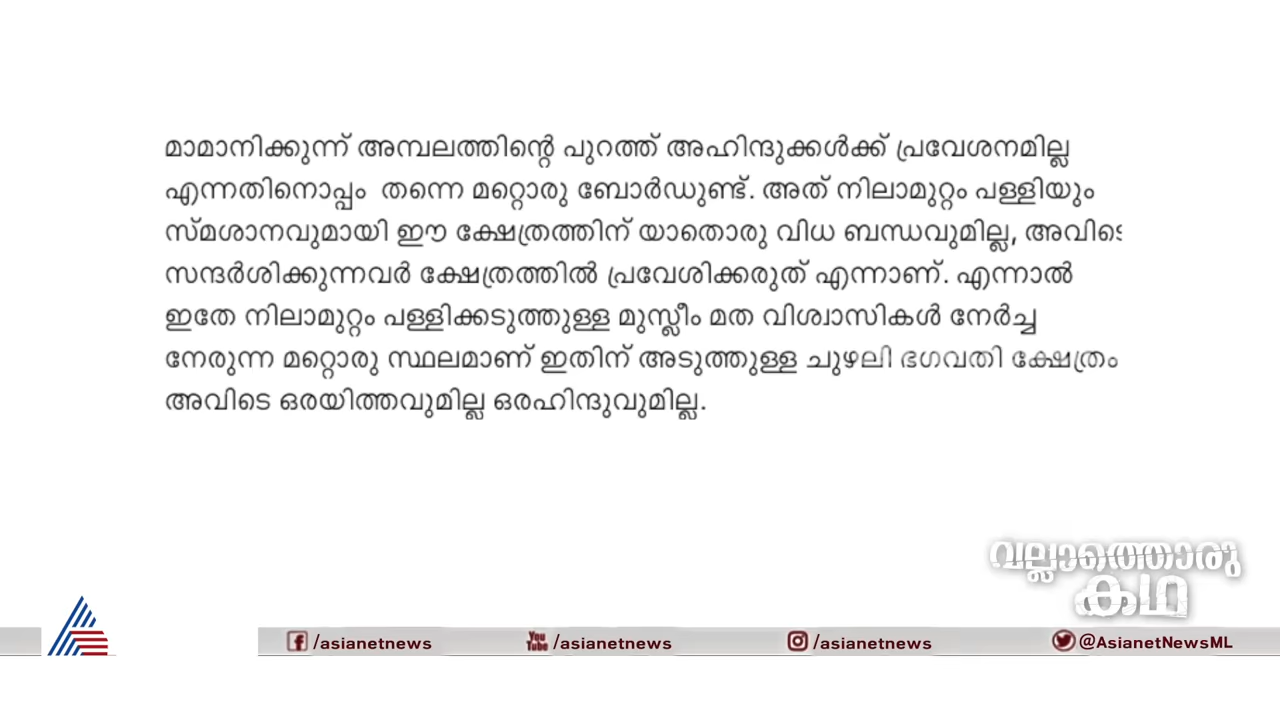 മാമാനിക്കുന്ന് അമ്പലത്തിന്റെ പുറത്ത് അഹിന്ദുക്കൾക്ക് പ്രവേശനമില്ല
എന്നതിനൊപ്പം തന്നെ മറ്റൊരു ബോർഡുണ്ട്. അത് നിലാമുറ്റം പള്ളിയും
സ്മശാനവുമായി ഈ ക്ഷേത്രത്തിന് യാതൊരു വിധ ബന്ധവുമില്ല, അവിടെ
സന്ദർശിക്കുന്നവർ ക്ഷേത്രത്തിൽ പ്രവേശിക്കരുത് എന്നാണ്. എന്നാൽ
ഇതേ നിലാമുറ്റം പള്ളിക്കടുത്തുള്ള മുസ്ലീം മത വിശ്വാസികൾ നേർച്ച
നേരുന്ന മറ്റൊരു സ്ഥലമാണ് ഇതിന് അടുത്തുള്ള ചുഴലി ഭഗവതി ക്ഷേത്രം
അവിടെ ഒരയിത്തവുമില്ല ഒരഹിന്ദുവുമില്ല.
വല്ലാത്തൊരു
കഥ
/asianetnews You Tube /asianetnews /asianetnews @AsianetNewsML